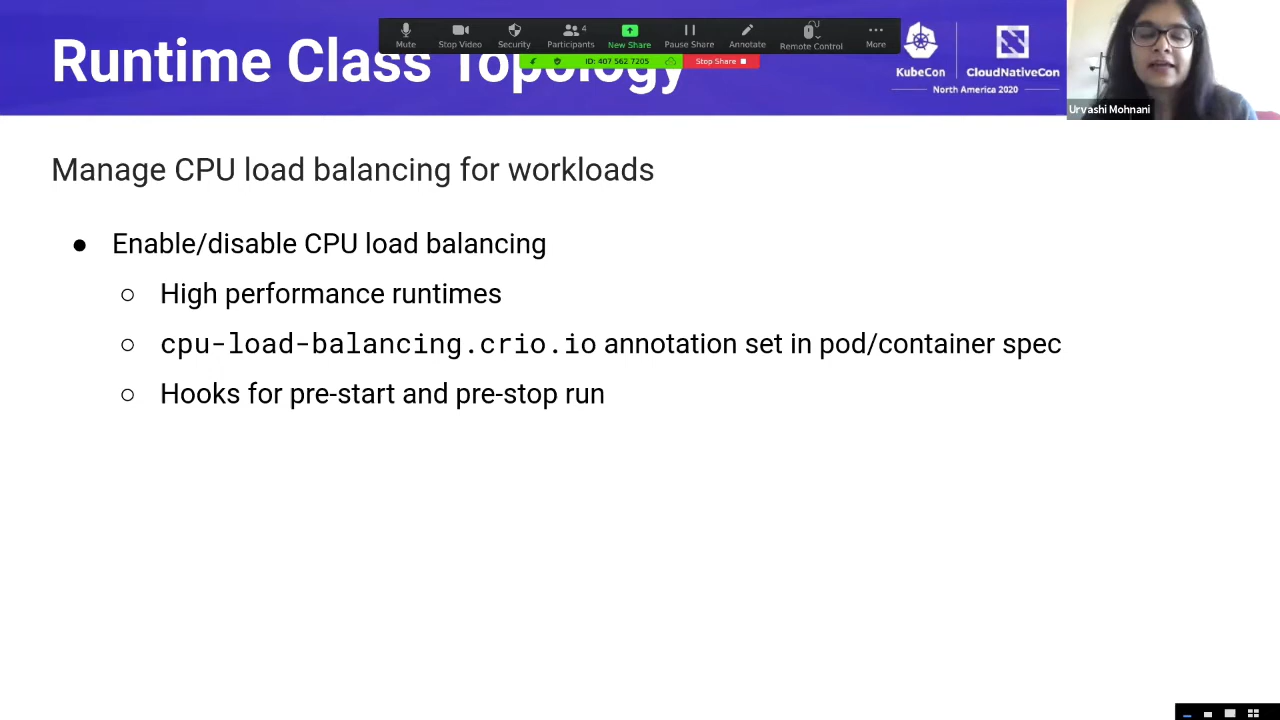 Runtime Class Topology
Mute
Stop Video
Security
4
Participants
New Share
Pause Share
Annotate
Remote Control
More
ID: 407 562 7205
Stop Share
KubeCon
CloudNativeCon
North America 2020
Urvashi Mohnani
Manage CPU load balancing for workloads
● Enable/disable CPU load balancing
○ High performance runtimes
○ cpu-load-balancing.crio.io annotation set in pod/container spec
○ Hooks for pre-start and pre-stop run